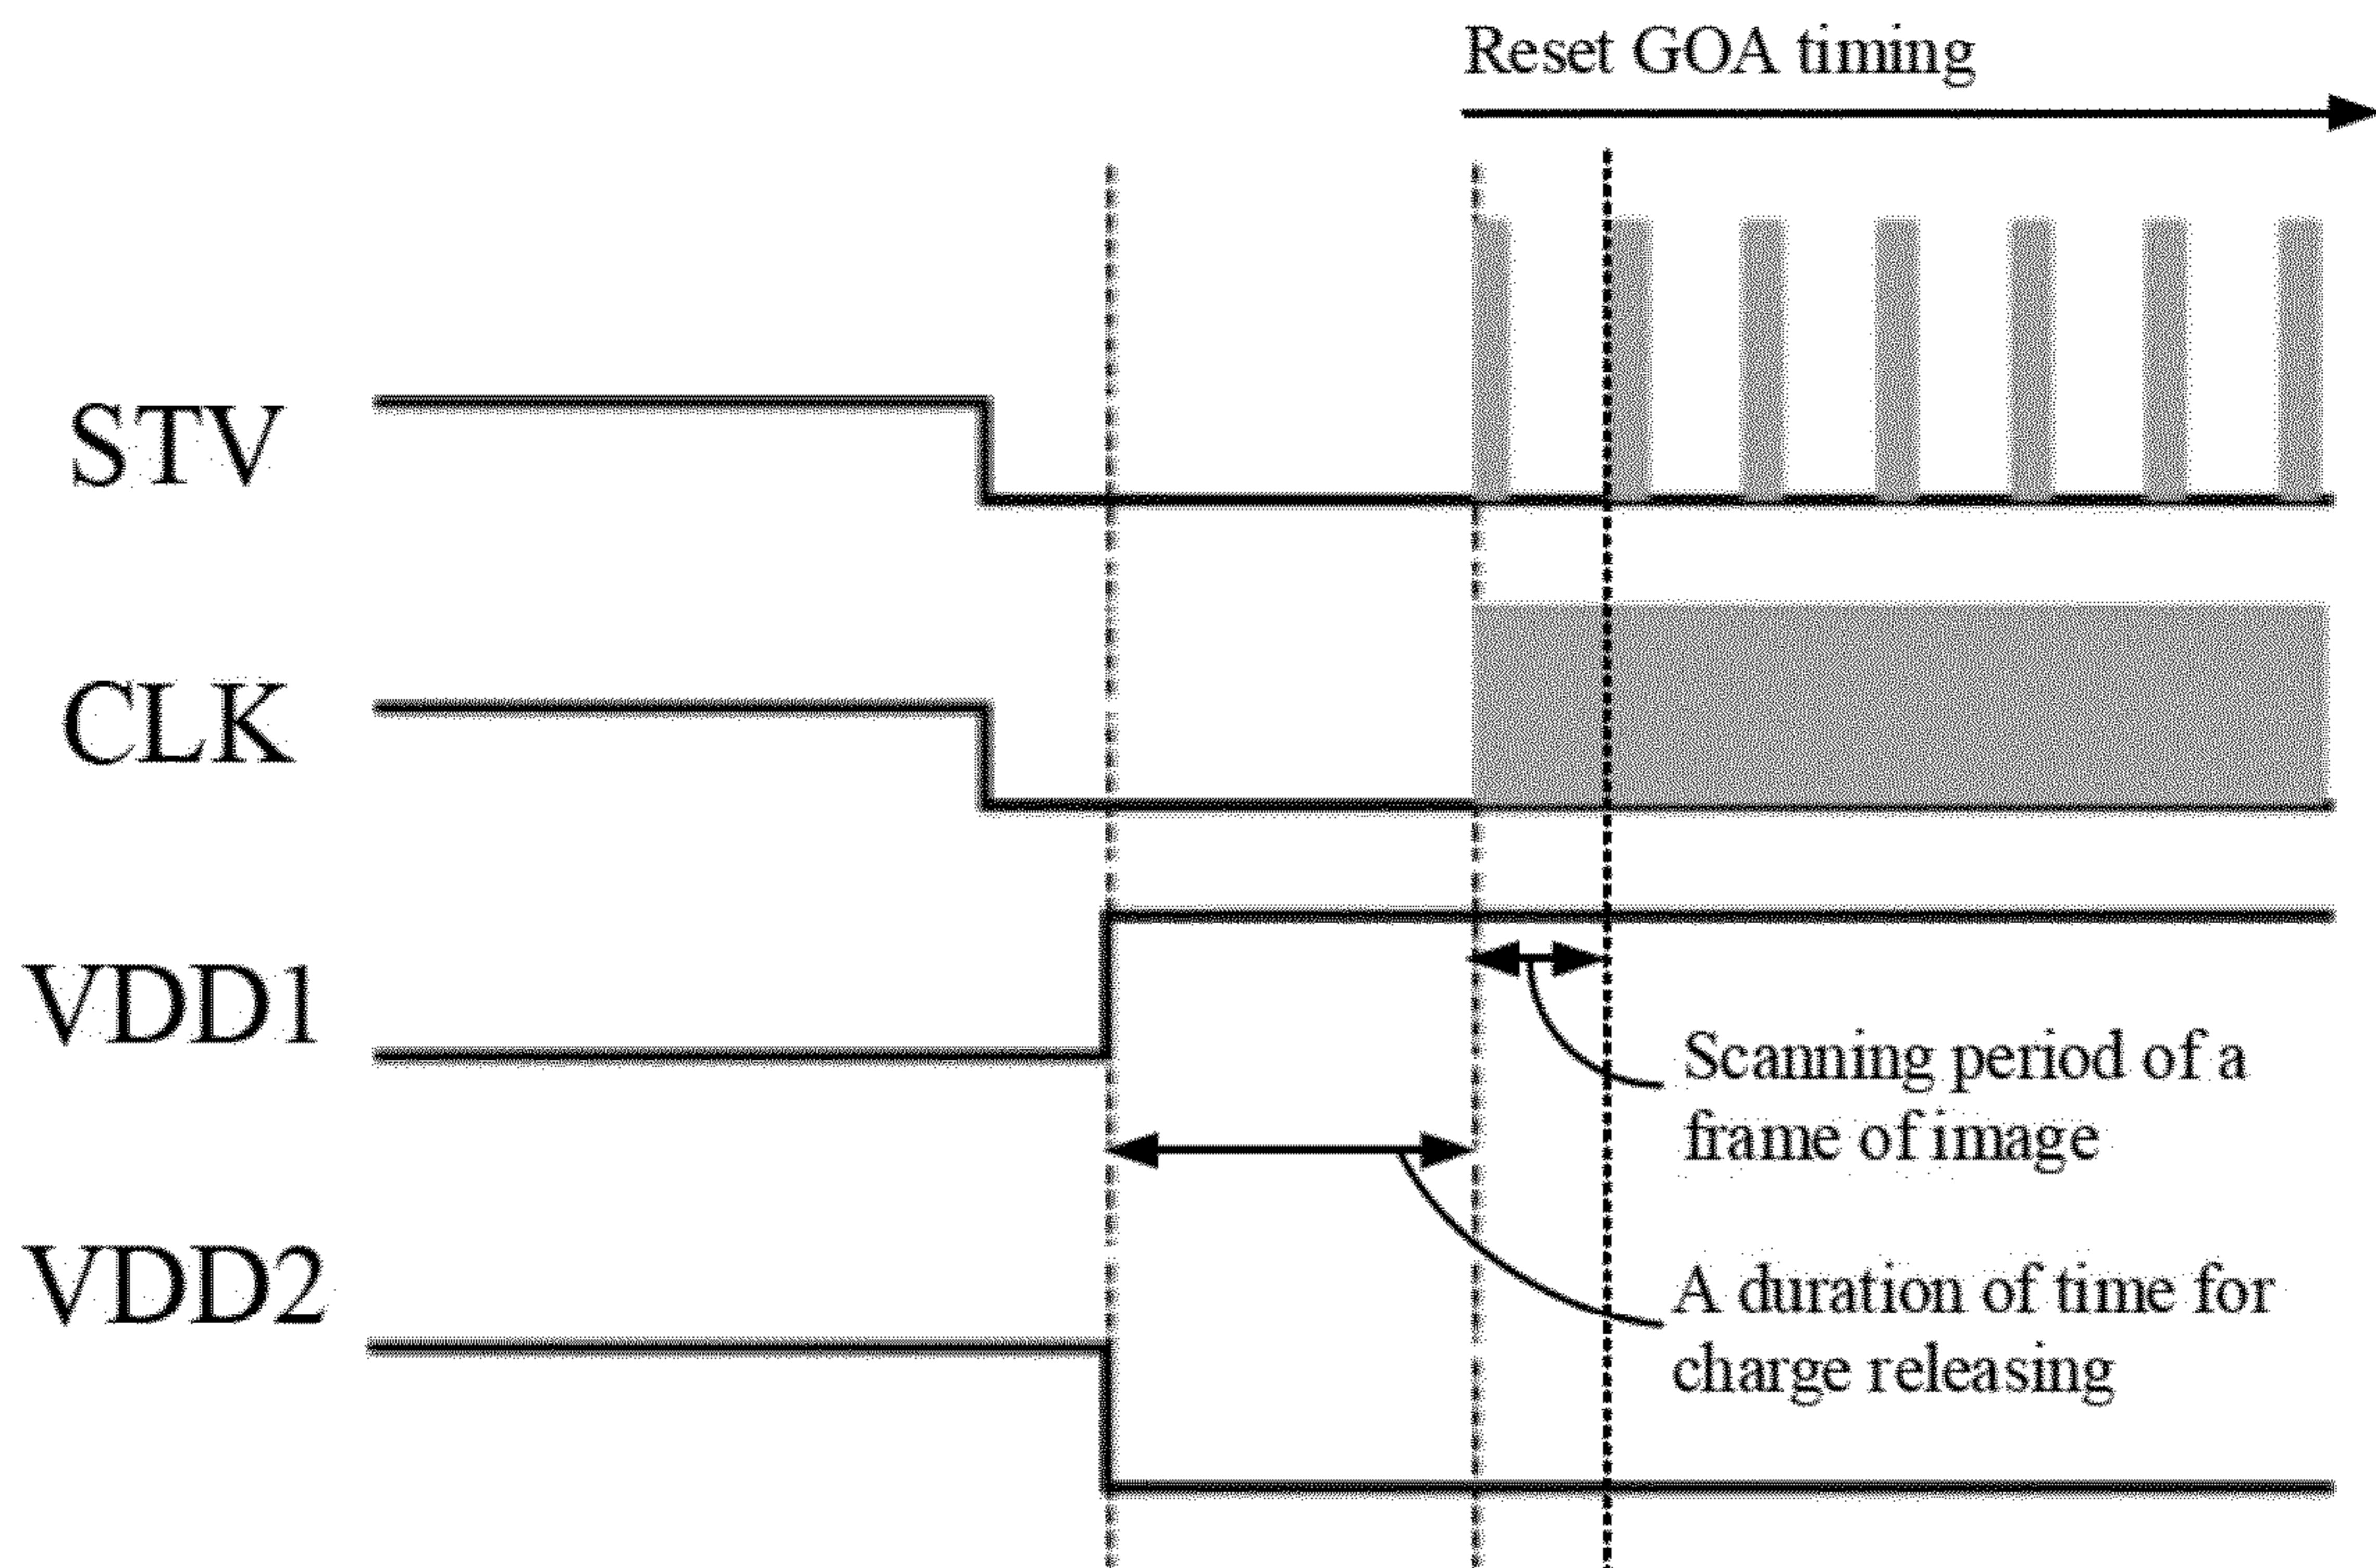 Reset GOA timing
STV
CLK
VDD1
Scanning period of a
frame of image
VDD2
A duration of time for
charge releasing